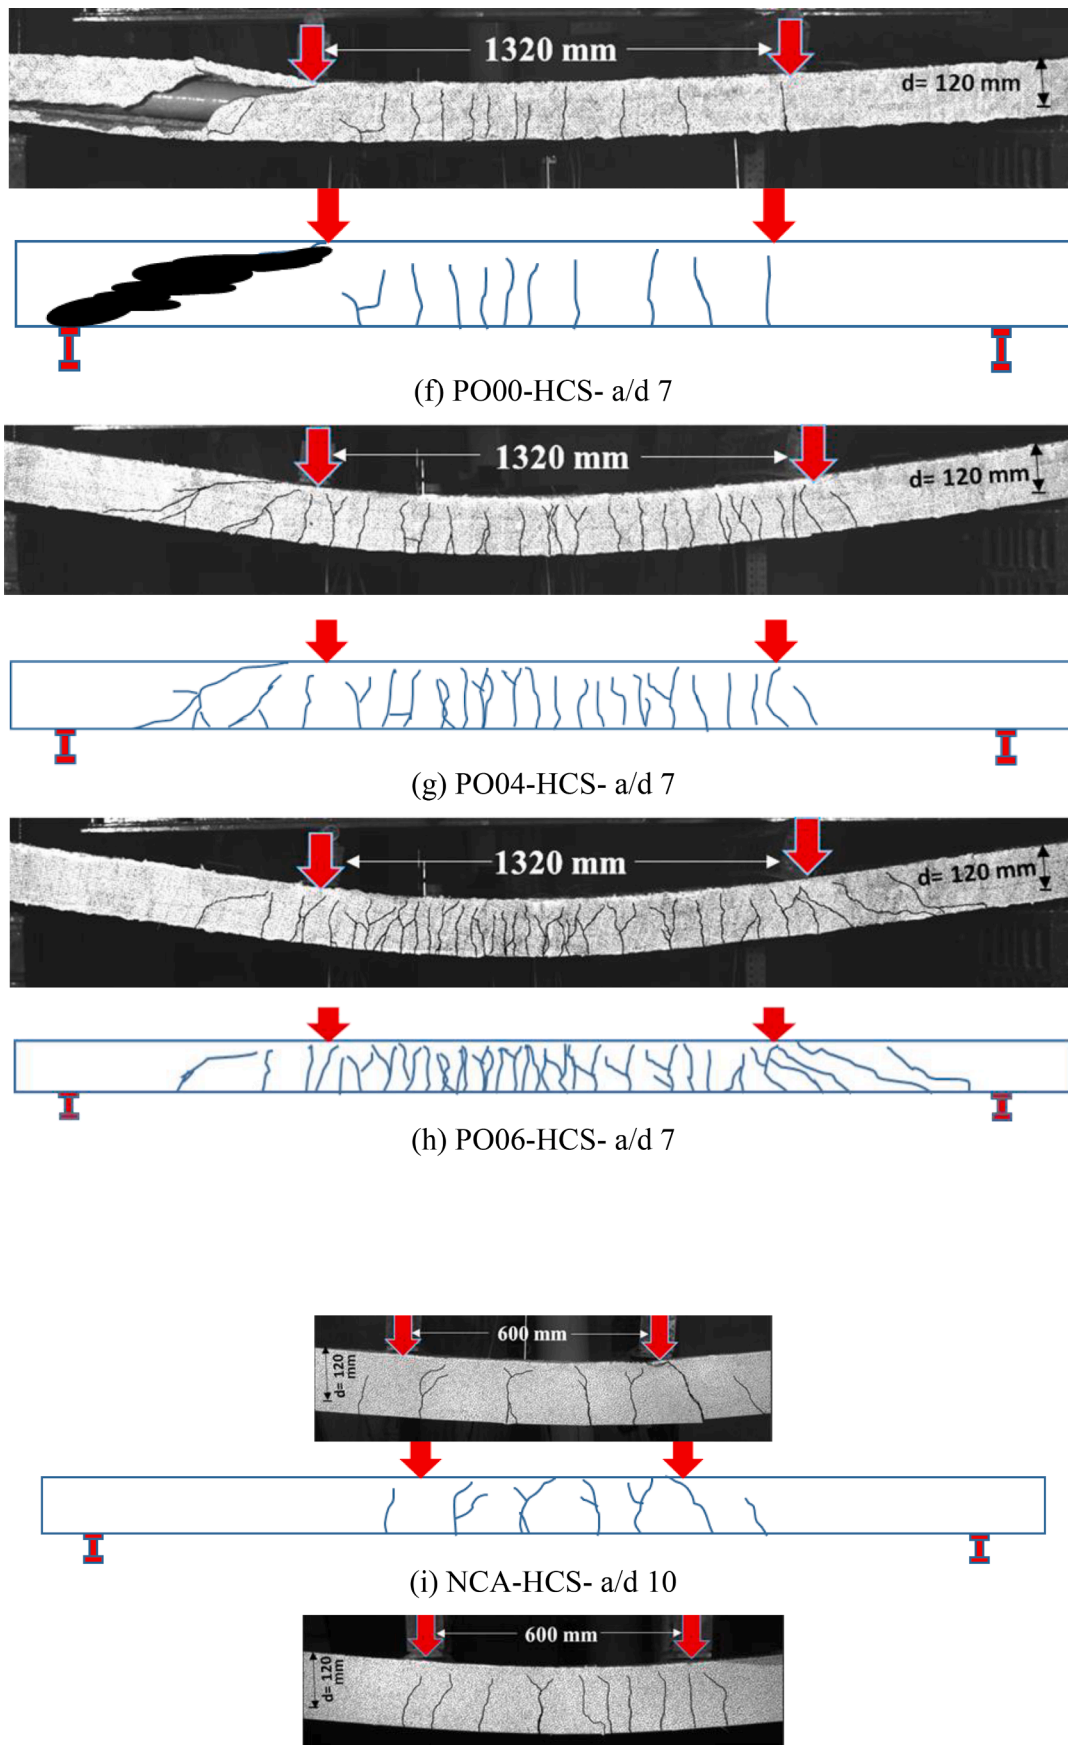 1320 mm
d= 120 mm
(f) PO00-HCS- a/d 7
1320 mm
d= 120 mm
(g) PO04-HCS- a/d 7
1320 mm
d= 120 mm
(h) PO06-HCS- a/d 7
600 mm
d= 120
mm
(i) NCA-HCS- a/d 10
600 mm
d= 120
mm